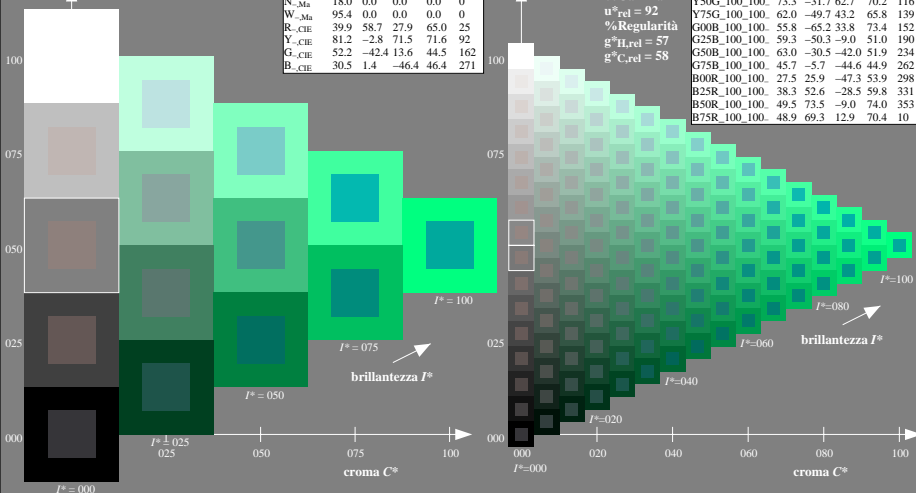 N–,Ma 18.0 0.0 0.0 0.0 0
W–,Ma 95.4 0.0 0.0 0.0 0
R–,CIE 39.9 58.7 27.9 65.0 25
Y–,CIE 81.2 –2.8 71.5 71.6 92
G–,CIE 52.2 –42.4 13.6 44.5 162
B–,CIE 30.5 1.4 –46.4 46.4 271
100
075
050
025
000
I* = 100
I* = 075
brillantezza I*
I* = 050
I* = 025
025
050
075
100
croma C*
I* = 000
u*rel = 92
%Regularità
g*H,rel = 57
g*C,rel = 58
Y50G_100_100– 73.3 –31.7 62.7 70.2 116
Y75G_100_100– 62.0 –49.7 43.2 65.8 139
G00B_100_100– 55.8 –65.2 33.8 73.4 152
G25B_100_100– 59.3 –50.3 –9.0 51.0 190
G50B_100_100– 63.0 –30.5 –42.0 51.9 234
G75B_100_100– 45.7 –5.7 –44.6 44.9 262
B00R_100_100– 27.5 25.9 –47.3 53.9 298
B25R_100_100– 38.3 52.6 –28.5 59.8 331
B50R_100_100– 49.5 73.5 –9.0 74.0 353
B75R_100_100– 48.9 69.3 12.9 70.4 10
100
075
050
025
000
I*=100
I*=080
brillantezza I*
I*=060
I*=040
I*=020
000
020
040
060
080
100
I*=000
croma C*